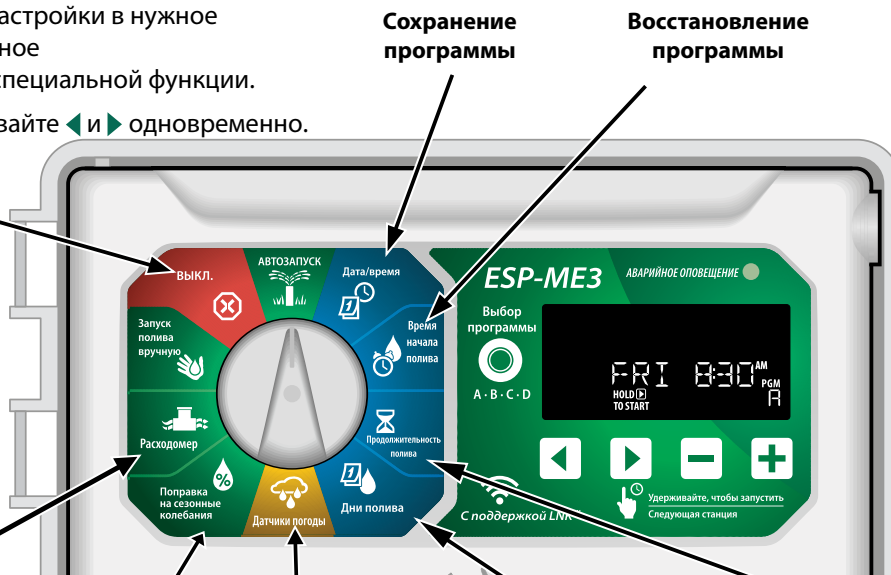 астройки в нужное
ное
специальной функции.
вайте ◀ и ▶ одновременно.
Сохранение
программы
Восстановление
программы
ВЫКЛ.
АВТОЗАПУСК
Дата/время
Время
начала
полива
Продолжительность
полива
Дни полива
Датчики погоды
Поправка
на сезонные
колебания
Расходомер
Запуск
полива
вручную
ESP-ME3
АВАРИЙНОЕ ОПОВЕЩЕНИЕ
Выбор
программы
A · B · C · D
FRI 8:30 AM
HOLD ▶
TO START
PGM
A
С поддержкой LNK™
Удерживайте, чтобы запустить
Следующая станция